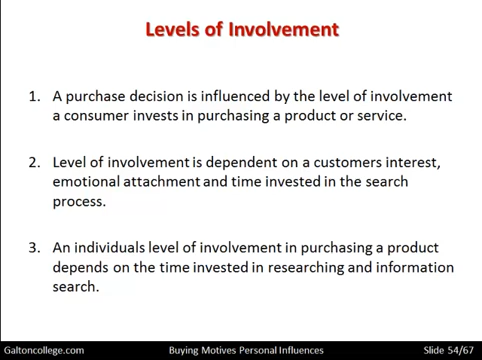 Levels of Involvement
1. A purchase decision is influenced by the level of involvement
a consumer invests in purchasing a product or service.
2. Level of involvement is dependent on a customers interest,
emotional attachment and time invested in the search
process.
3. An individuals level of involvement in purchasing a product
depends on the time invested in researching and information
search.
Galtoncollege.com Buying Motives Personal Influences Slide 54/67